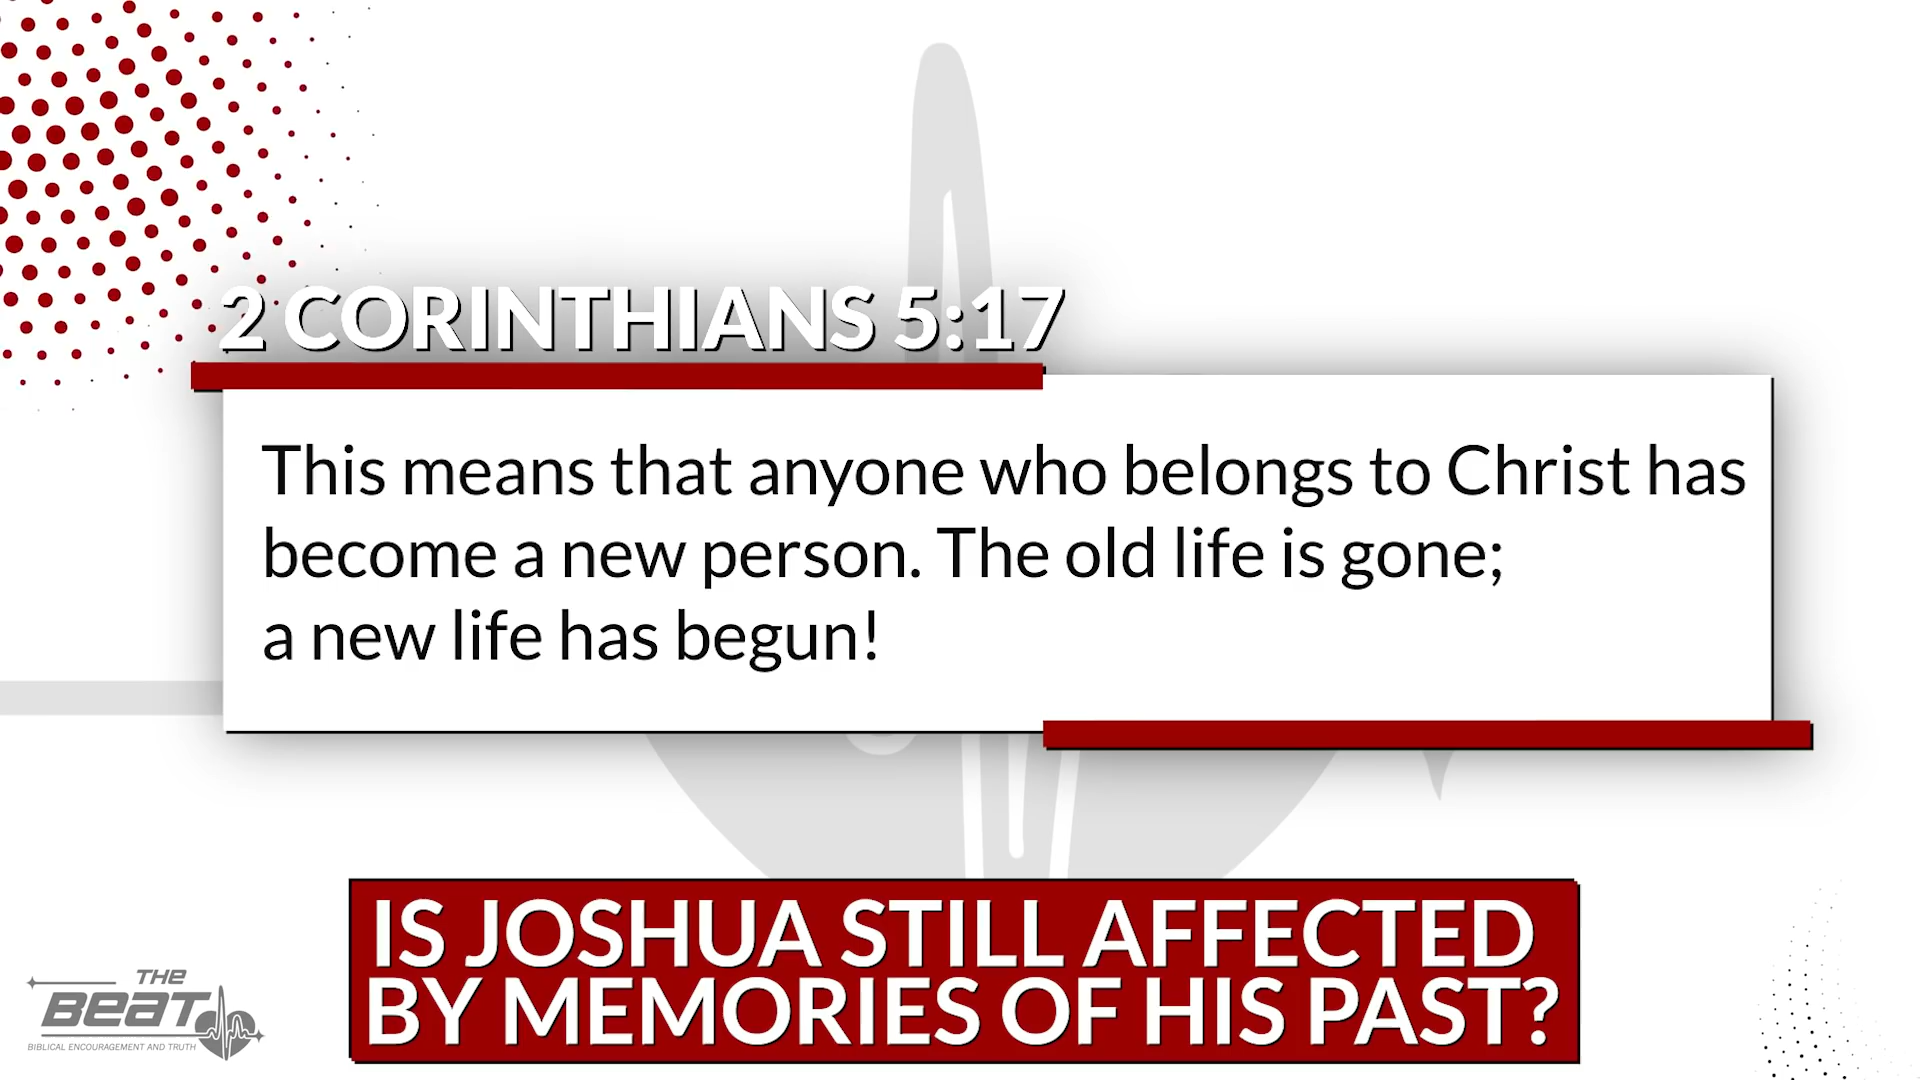 2 CORINTHIANS 5:17
This means that anyone who belongs to Christ has
become a new person. The old life is gone;
a new life has begun!
IS JOSHUA STILL AFFECTED
BY MEMORIES OF HIS PAST?
THE
BEAT
BIBLICAL ENCOURAGEMENT AND TRUTH